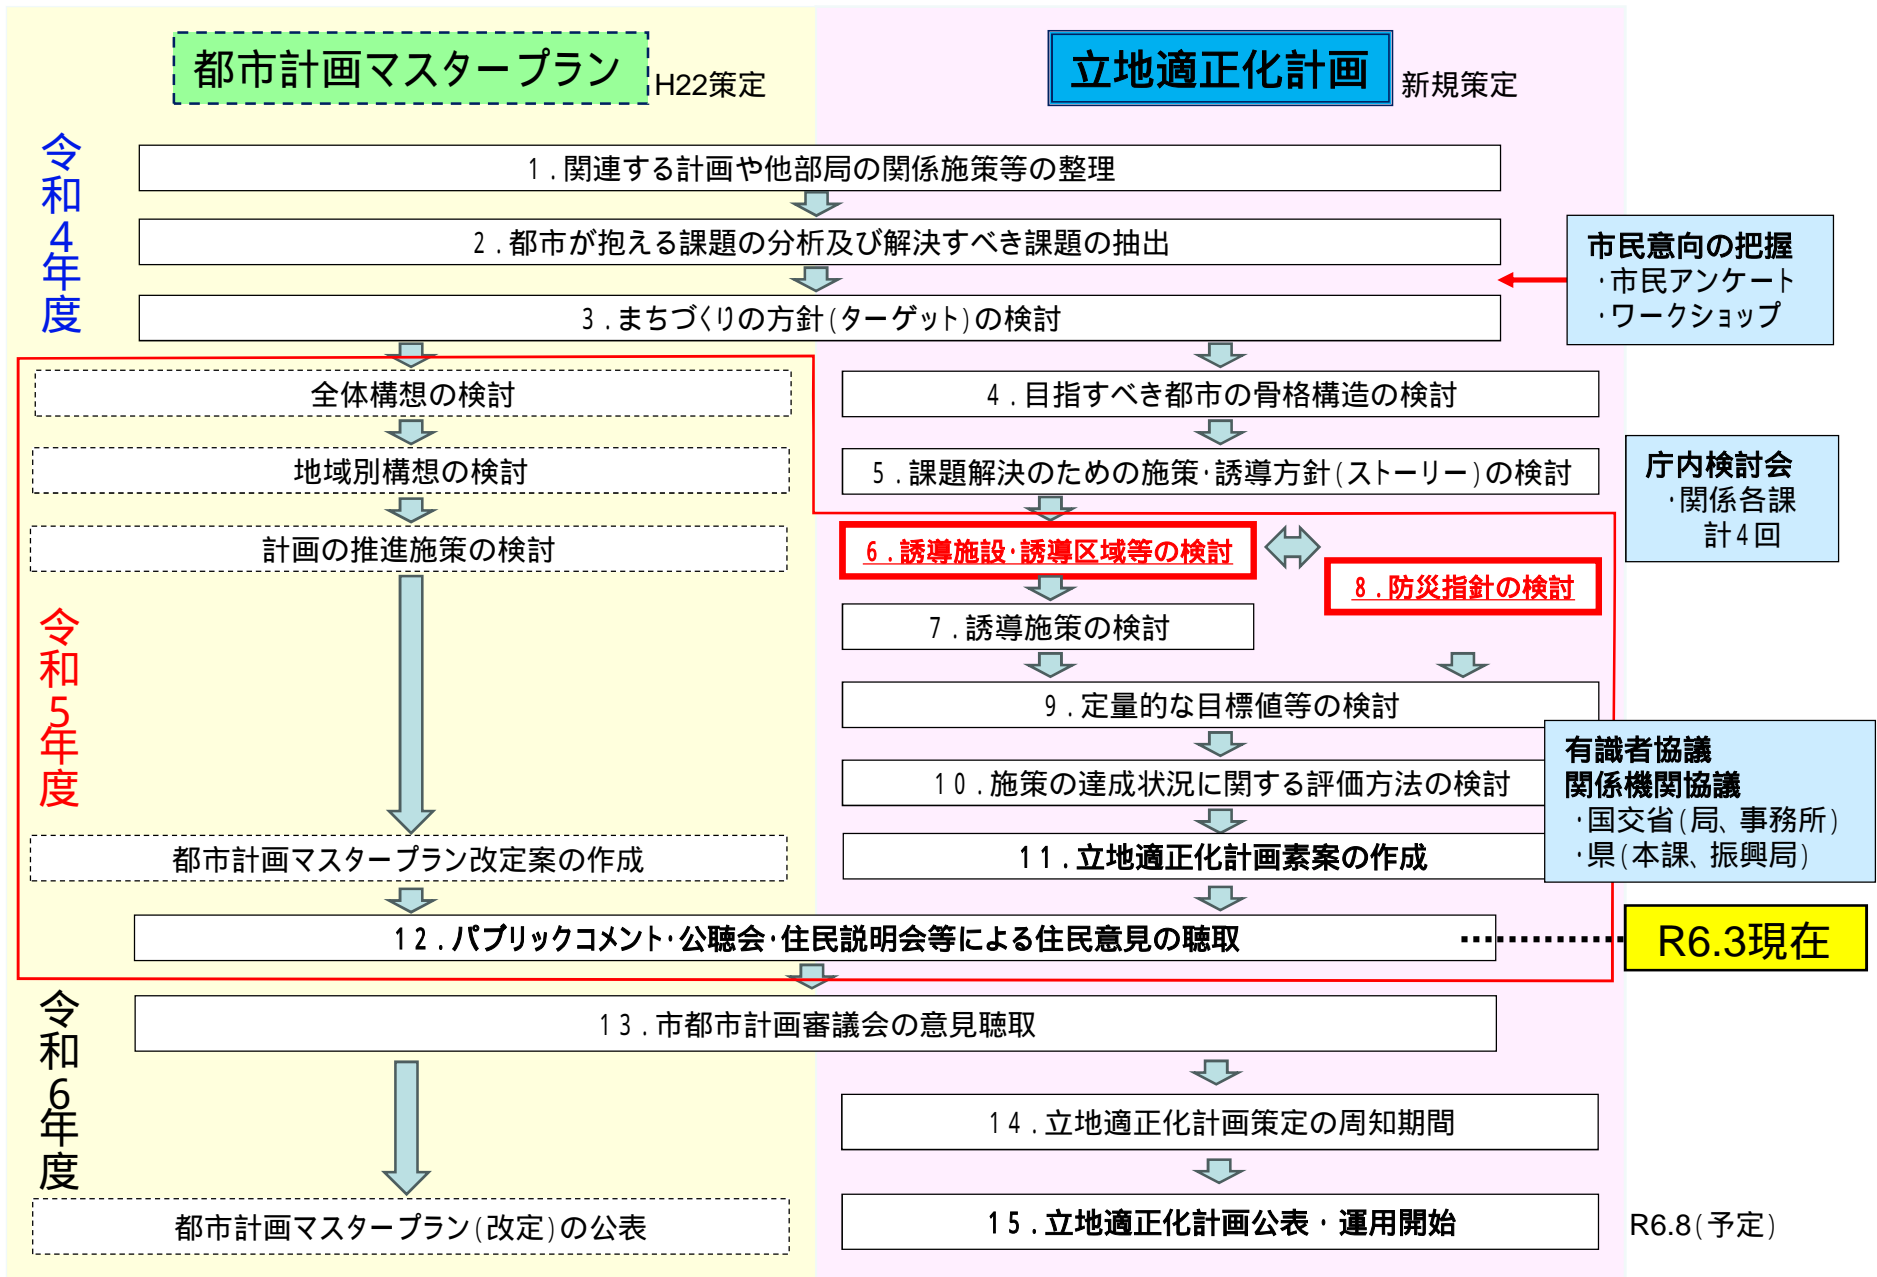 都市計画マスタープラン
H22策定
立地適正化計画
新規策定
令和4年度
1．関連する計画や他部局の関係施策等の整理
2．都市が抱える課題の分析及び解決すべき課題の抽出
市民意向の把握
・市民アンケート
・ワークショップ
3．まちづくりの方針（ターゲット）の検討
全体構想の検討
4．目指すべき都市の骨格構造の検討
地域別構想の検討
5．課題解決のための施策・誘導方針（ストーリー）の検討
庁内検討会
・関係各課
計4回
計画の推進施策の検討
6．誘導施設・誘導区域等の検討
8．防災指針の検討
令和5年度
7．誘導施策の検討
9．定量的な目標値等の検討
10．施策の達成状況に関する評価方法の検討
有識者協議
関係機関協議
・国交省（局、事務所）
・県（本課、振興局）
都市計画マスタープラン改定案の作成
11．立地適正化計画素案の作成
12．パブリックコメント・公聴会・住民説明会等による住民意見の聴取
R6.3現在
令和6年度
13．市都市計画審議会の意見聴取
14．立地適正化計画策定の周知期間
都市計画マスタープラン（改定）の公表
15．立地適正化計画公表・運用開始
R6.8（予定）